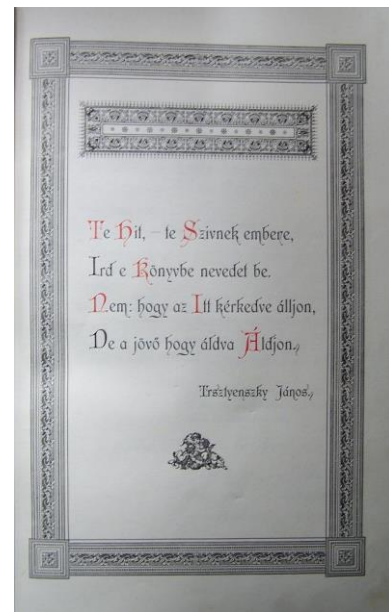 Te Hit, – te Szivnek embere,
Ird e Könyvbe nevedet be.
Nem: hogy az Itt kérkedve álljon,
De a jövő hogy áldva Áldjon.
Trsztyenszky János.